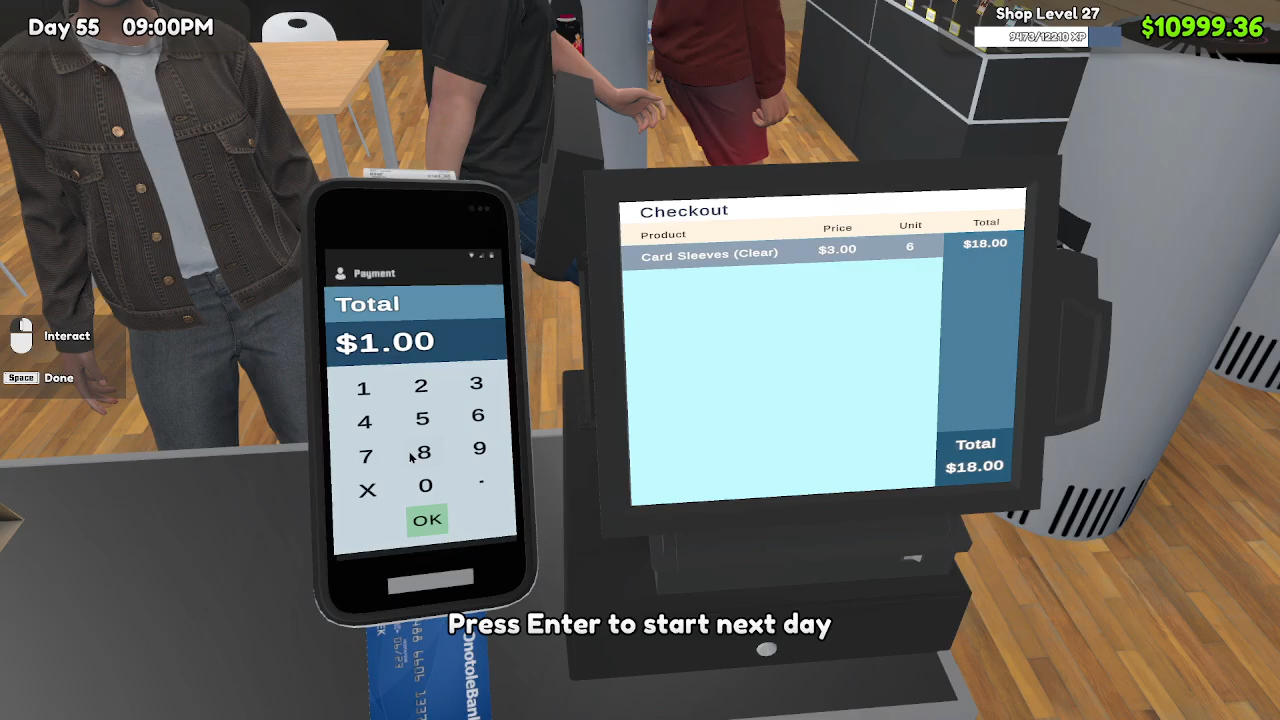 Day 55 09:00PM
Shop Level 27
9473/12210 XP
$10999.36
Interact
Space Done
Payment
Total
$1.00
1 2 3
4 5 6
7 8 9
X 0 .
OK
Checkout
Product Price Unit Total
Card Sleeves (Clear) $3.00 6 $18.00
Total
$18.00
Press Enter to start next day
OnotoleBank